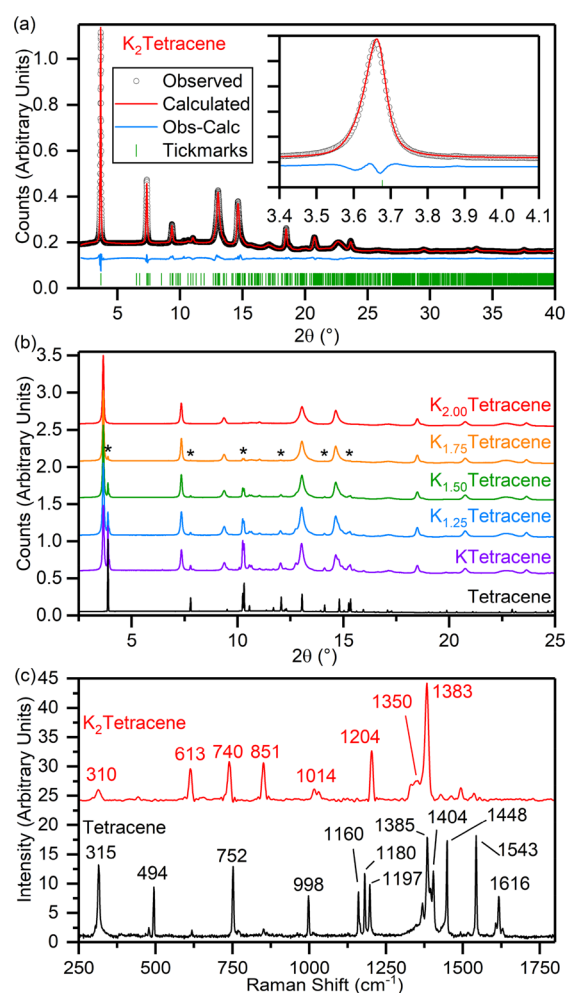 (a)
K₂Tetracene
Observed
Calculated
Obs-Calc
Tickmarks
Counts (Arbitrary Units)
1.0
0.8
0.6
0.4
0.2
0.0
3.4 3.5 3.6 3.7 3.8 3.9 4.0 4.1
5 10 15 20 25 30 35 40
2θ (°)
(b)
Counts (Arbitrary Units)
3.5
3.0
2.5
2.0
1.5
1.0
0.5
0.0
K₂.₀₀Tetracene
K₁.₇₅Tetracene
* * * * * *
K₁.₅₀Tetracene
K₁.₂₅Tetracene
KTetracene
Tetracene
5 10 15 20 25
2θ (°)
(c)
Intensity (Arbitrary Units)
45
40
35
30
25
20
15
10
5
0
K₂Tetracene
310 613 740 851 1014 1204 1350 1383
Tetracene
315 494 752 998 1160 1180 1197 1385 1404 1448 1543 1616
250 500 750 1000 1250 1500 1750
Raman Shift (cm⁻¹)